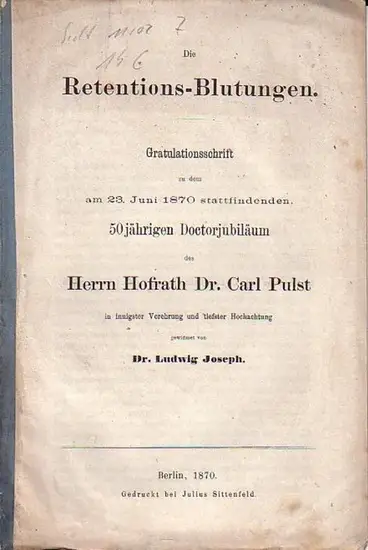 Die
Retentions-Blutungen.
Gratulationsschrift
zu dem
am 23. Juni 1870 stattfindenden
50jährigen Doctorjubiläum
des
Herrn Hofrath Dr. Carl Pulst
in innigster Verehrung und tiefster Hochachtung
gewidmet von
Dr. Ludwig Joseph.
Berlin, 1870.
Gedruckt bei Julius Sittenfeld.